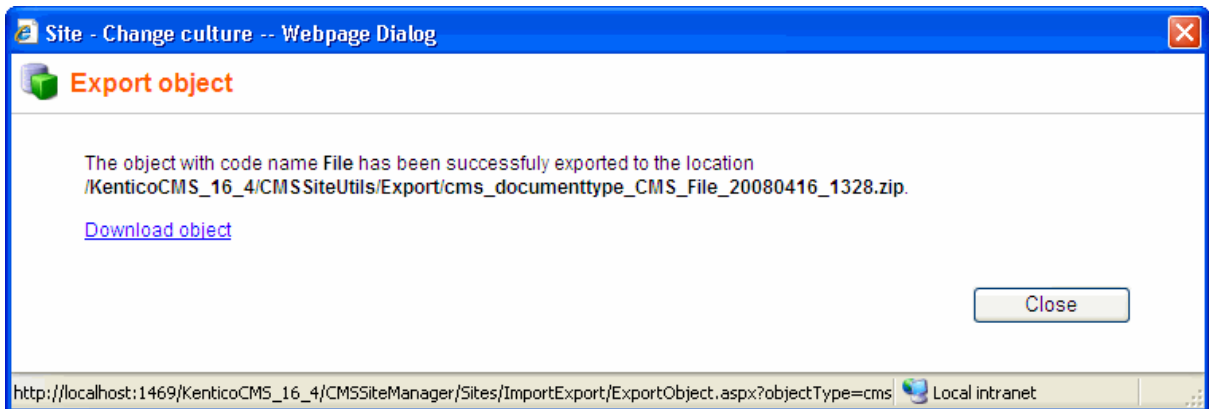 Site - Change culture -- Webpage Dialog
Export object
The object with code name File has been successfuly exported to the location
/KenticoCMS_16_4/CMSSiteUtils/Export/cms_documenttype_CMS_File_20080416_1328.zip.
Download object
Close
http://localhost:1469/KenticoCMS_16_4/CMSSiteManager/Sites/ImportExport/ExportObject.aspx?objectType=cms Local intranet